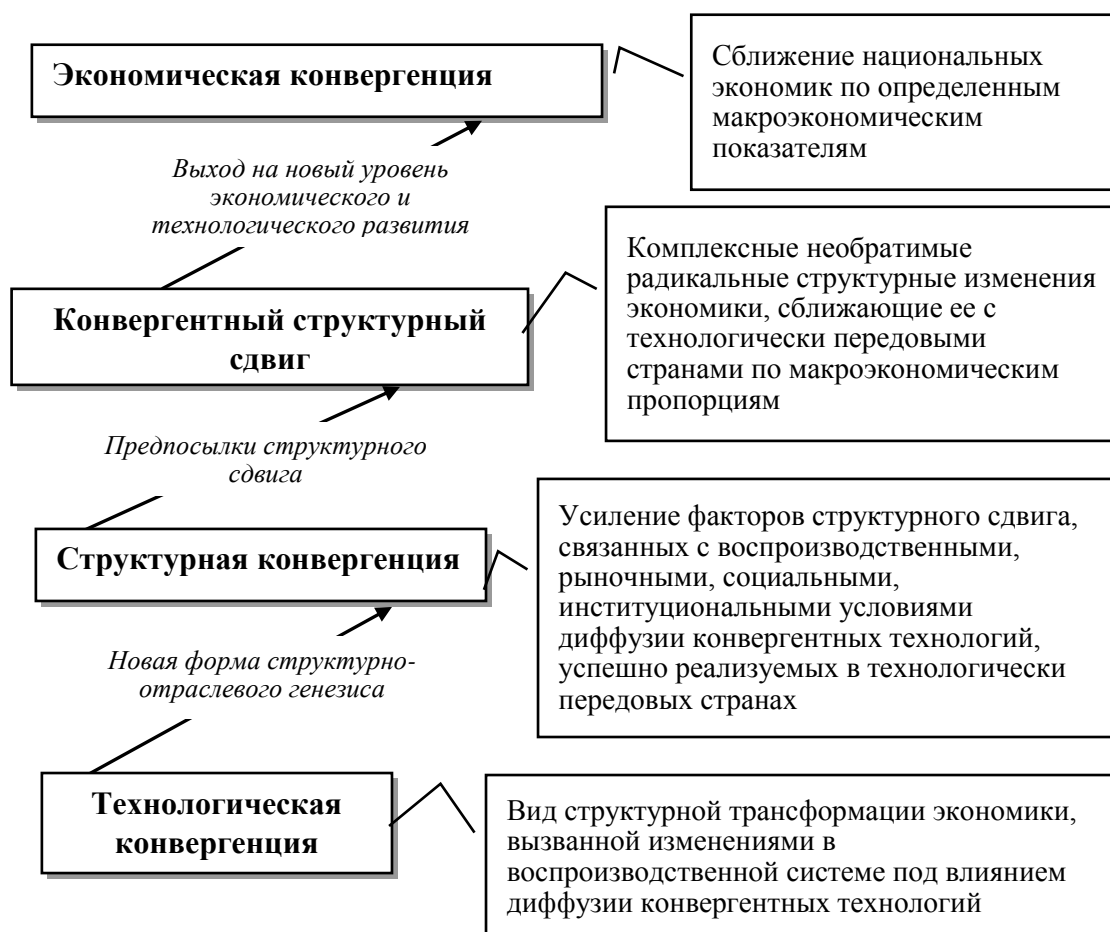 Экономическая конвергенция
Сближение национальных
экономик по определенным
макроэкономическим
показателям
Выход на новый уровень
экономического и
технологического развития
Конвергентный структурный
сдвиг
Комплексные необратимые
радикальные структурные изменения
экономики, сближающие ее с
технологически передовыми
странами по макроэкономическим
пропорциям
Предпосылки структурного
сдвига
Структурная конвергенция
Усиление факторов структурного сдвига,
связанных с воспроизводственными,
рыночными, социальными,
институциональными условиями
диффузии конвергентных технологий,
успешно реализуемых в технологически
передовых странах
Новая форма структурно-
отраслевого генезиса
Технологическая
конвергенция
Вид структурной трансформации экономики,
вызванной изменениями в
воспроизводственной системе под влиянием
диффузии конвергентных технологий